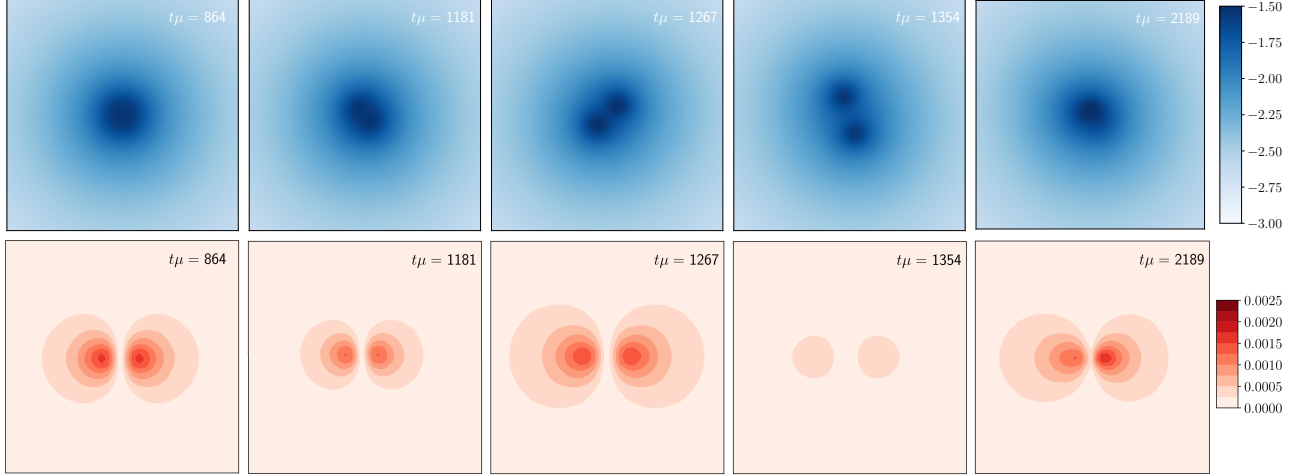 tμ = 864
tμ = 1181
tμ = 1267
tμ = 1354
tμ = 2189
−1.50
−1.75
−2.00
−2.25
−2.50
−2.75
−3.00
tμ = 864
tμ = 1181
tμ = 1267
tμ = 1354
tμ = 2189
0.0025
0.0020
0.0015
0.0010
0.0005
0.0000